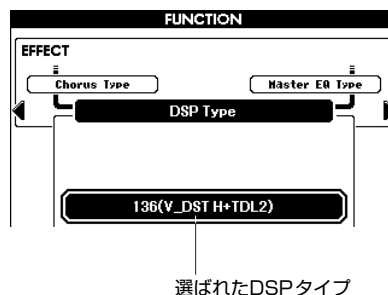 FUNCTION
EFFECT
Chorus Type
Master EQ Type
DSP Type
136(V_DST H+TDL2)
選ばれたDSPタイプ